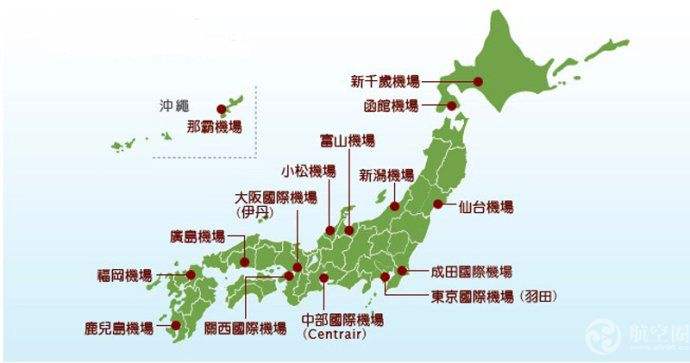 新千歲機場
函館機場
沖繩
那霸機場
富山機場
小松機場
新潟機場
大阪國際機場
(伊丹)
仙台機場
廣島機場
福岡機場
成田國際機場
東京國際機場 (羽田)
鹿兒島機場
關西國際機場
中部國際機場
(Centrair)
航空圈